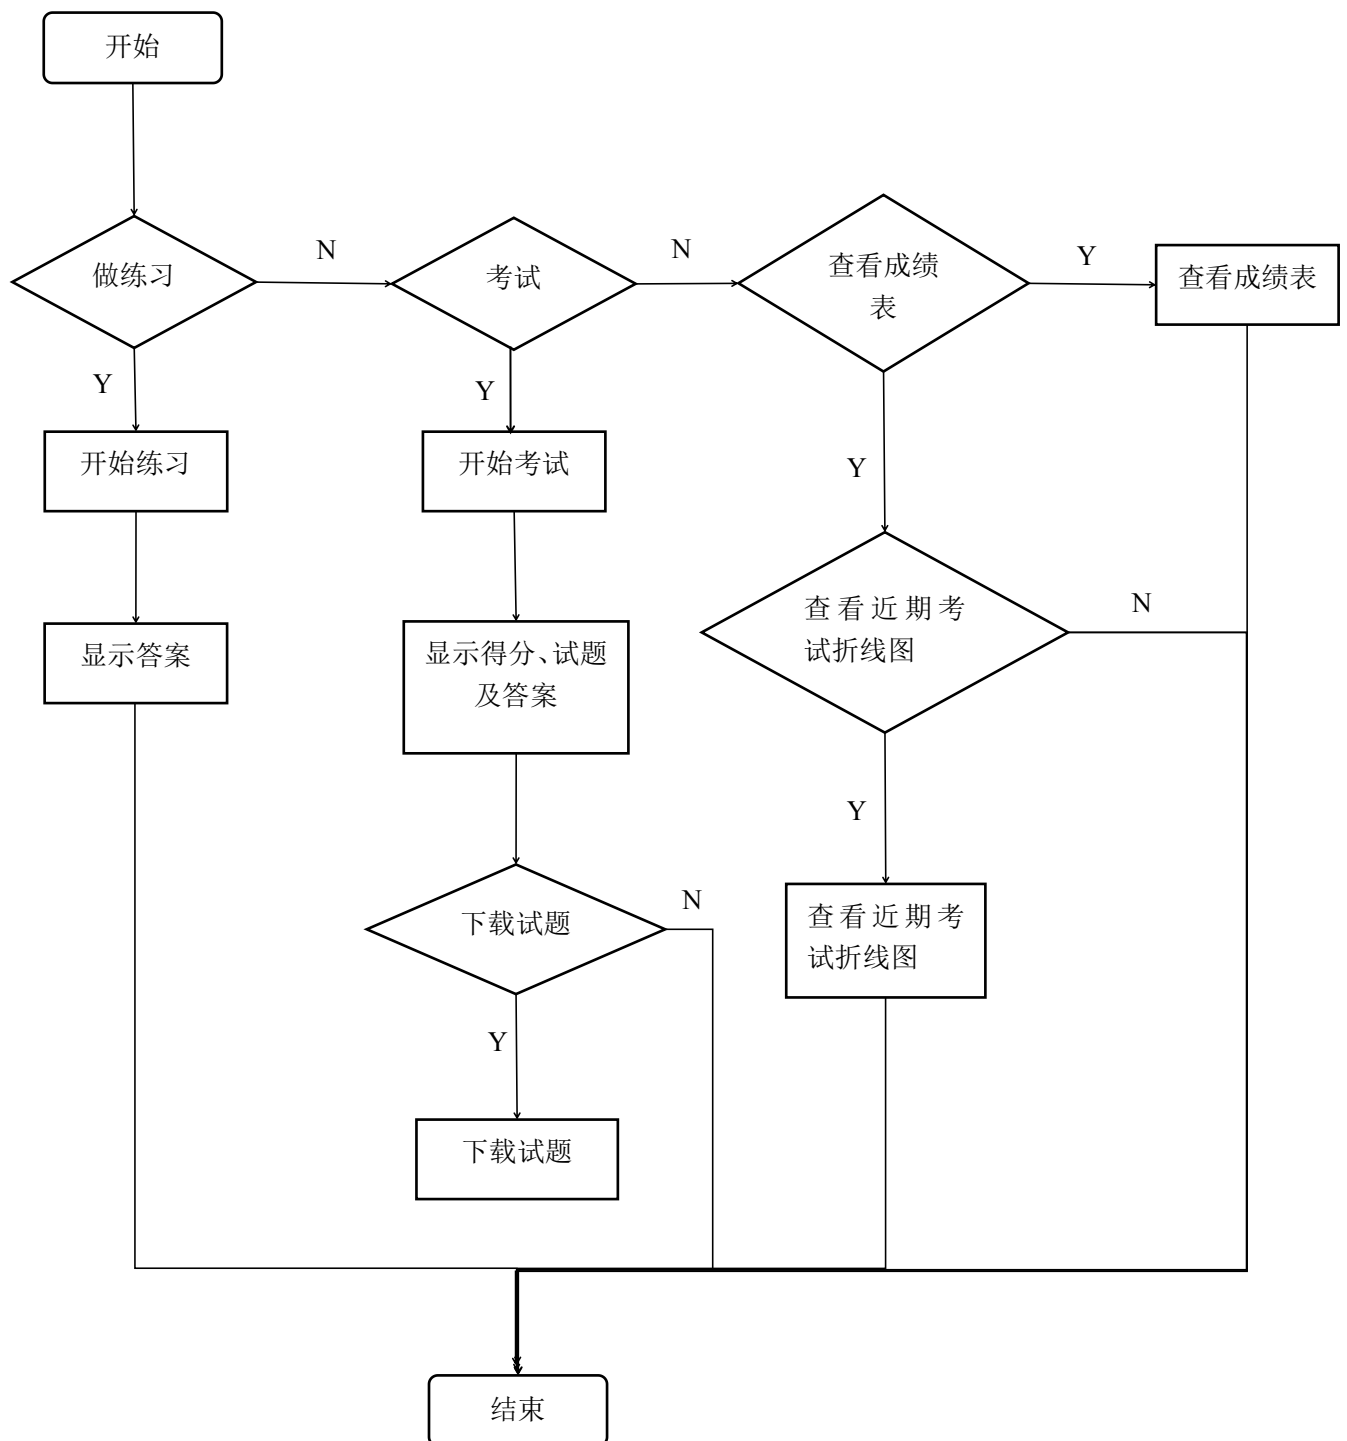 开始
做练习
N
考试
N
查看成绩
表
Y
查看成绩表
Y
Y
Y
开始练习
开始考试
显示答案
显示得分、试题
及答案
查看近期考
试折线图
N
Y
下载试题
N
查看近期考
试折线图
Y
下载试题
结束